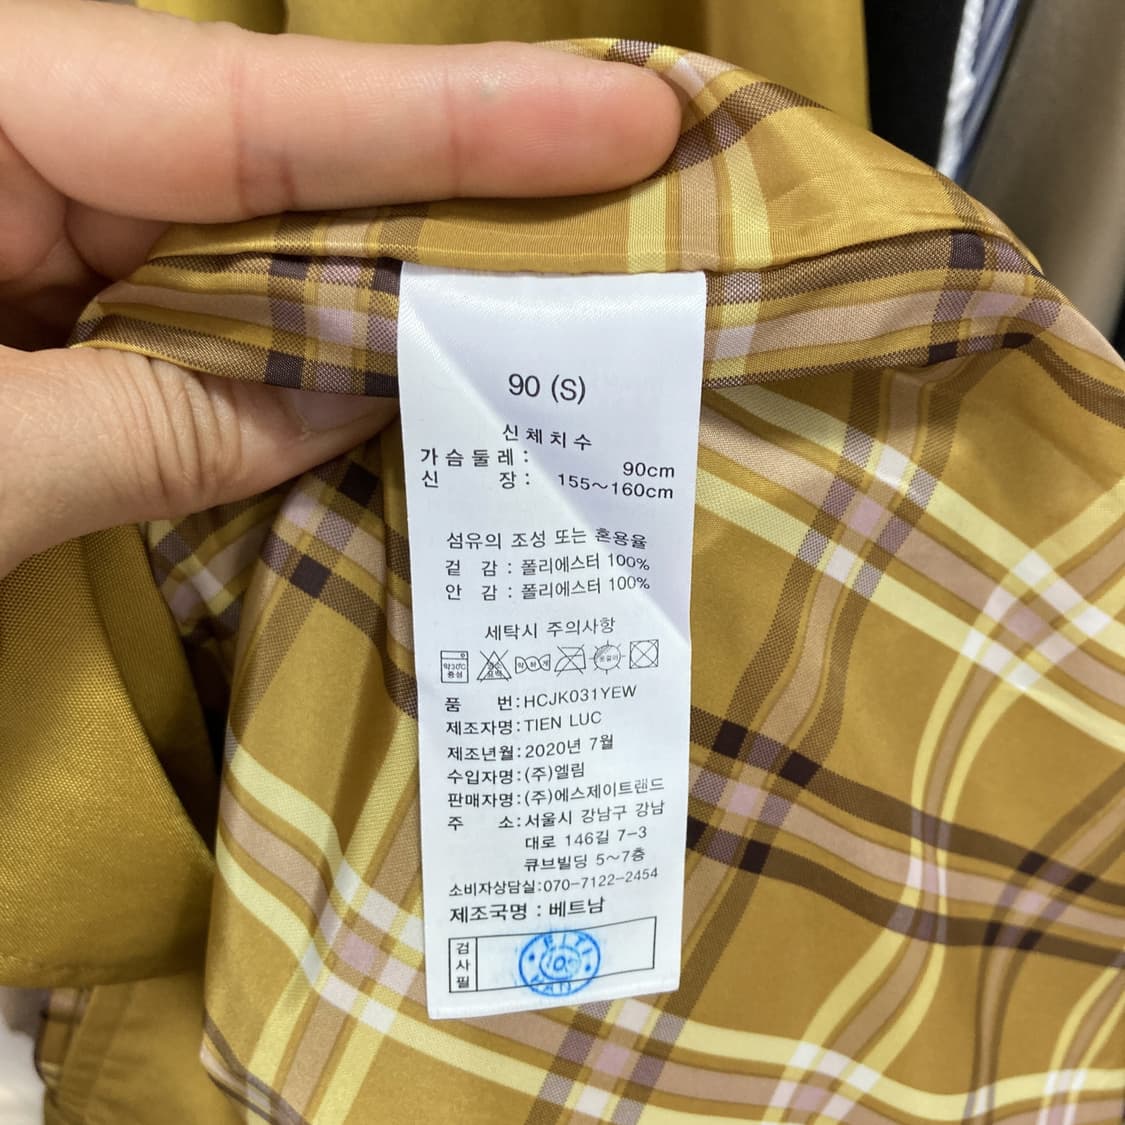 90 (S)
신체치수
가슴둘레 : 90cm
신 장 : 155~160cm
섬유의 조성 또는 혼용율
겉 감 : 폴리에스터 100%
안 감 : 폴리에스터 100%
세탁시 주의사항
약30℃
중성
품 번:HCJK031YEW
제조자명:TIEN LUC
제조년월:2020년 7월
수입자명:(주)엘림
판매자명:(주)에스제이트랜드
주 소:서울시 강남구 강남
대로 146길 7-3
큐브빌딩 5~7층
소비자상담실:070-7122-2454
제조국명 : 베트남
검사필